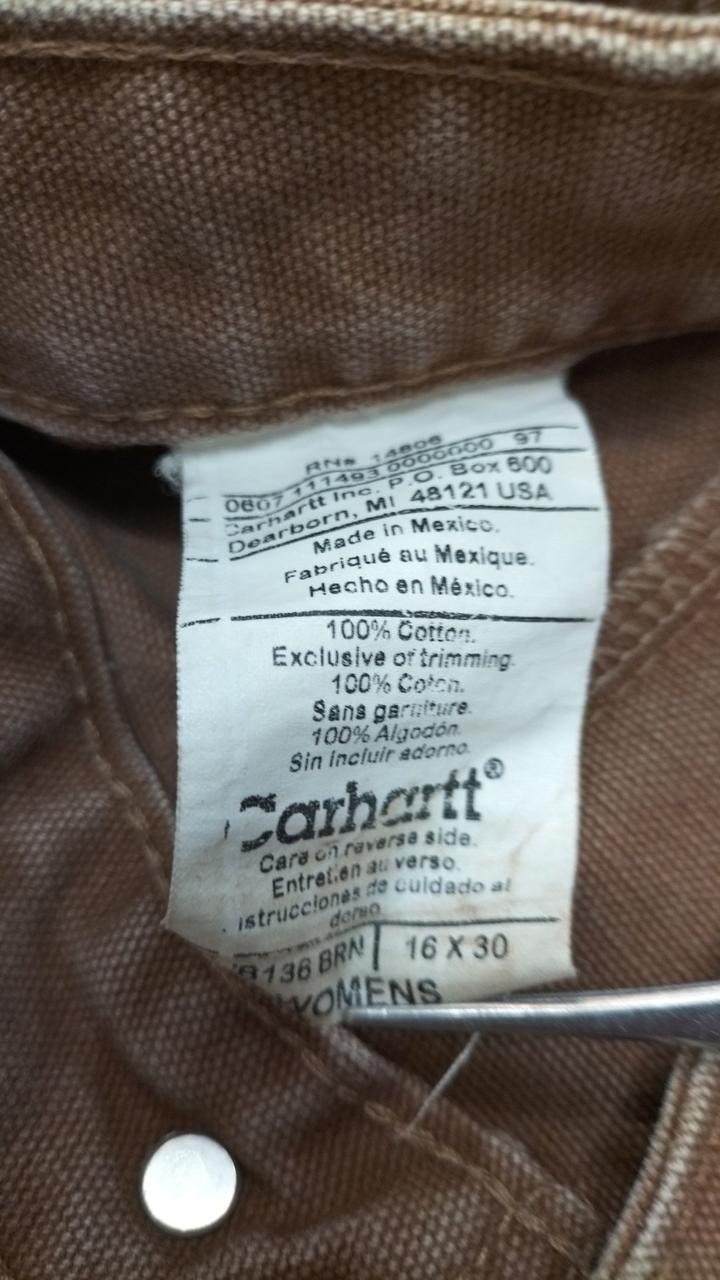 RN# 14806
0607 111493 0000000 97
Carhartt Inc. P.O. Box 600
Dearborn, MI 48121 USA
Made in Mexico.
Fabriqué au Mexique.
Hecho en México.
100% Cotton.
Exclusive of trimming.
100% Coton.
Sans garniture.
100% Algodón.
Sin incluir adorno.
Carhartt®
Care on reverse side.
Entretien au verso.
istrucciones de cuidado al
dorso
B136 BRN 16 X 30
WOMENS